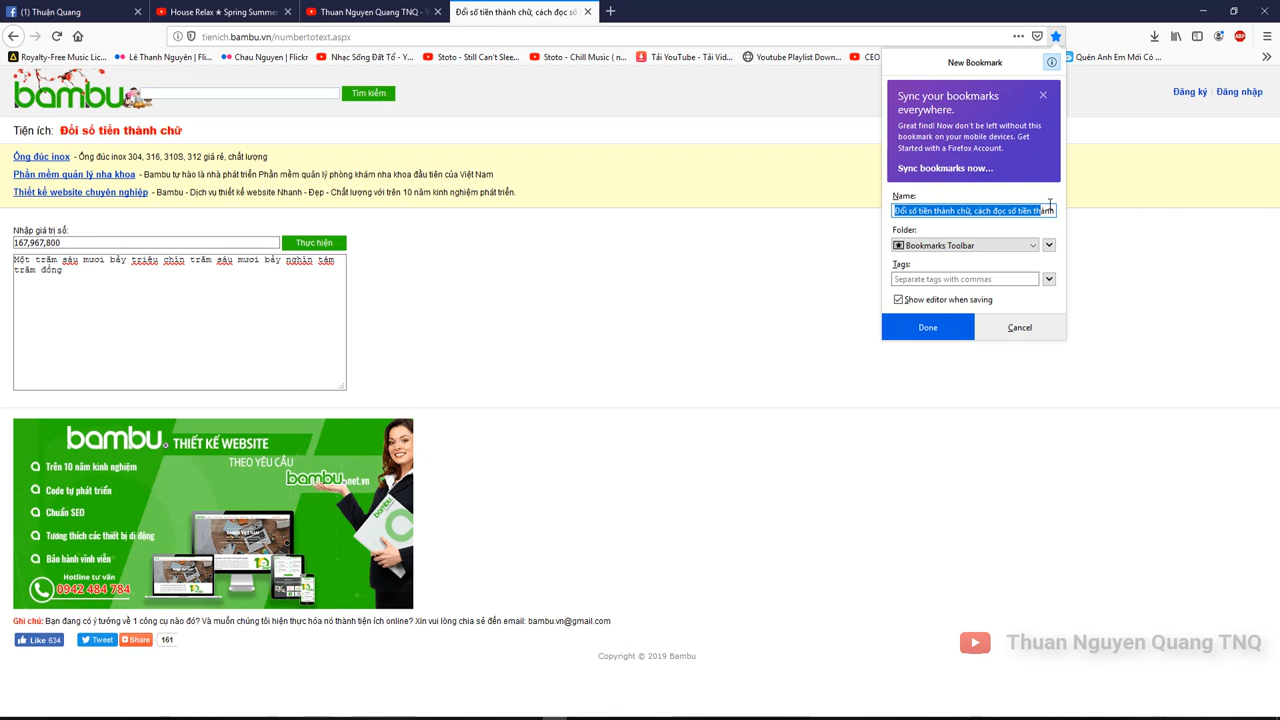 (1) Thuận Quang
House Relax ★ Spring Summer
Thuan Nguyen Quang TNQ - Y
Đổi số tiền thành chữ, cách đọc số
tienich.bambu.vn/numbertotext.aspx
Royalty-Free Music Lic...
Lê Thanh Nguyên | Fli...
Chau Nguyen | Flickr
Nhạc Sống Đất Tổ - Y...
Stoto - Still Can't Slee...
Stoto - Chill Music ( n...
Tải YouTube - Tải Vid...
Youtube Playlist Down...
CEO
Quên Anh Em Mới Có ...
bambu
Tìm kiếm
Đăng ký
Đăng nhập
Tiện ích: Đổi số tiền thành chữ
Ống đúc inox - Ống đúc inox 304, 316, 310S, 312 giá rẻ, chất lượng
Phần mềm quản lý nha khoa - Bambu tự hào là nhà phát triển Phần mềm quản lý phòng khám nha khoa đầu tiên của Việt Nam
Thiết kế website chuyên nghiệp - Bambu - Dịch vụ thiết kế website Nhanh - Đẹp - Chất lượng với trên 10 năm kinh nghiệm phát triển.
Nhập giá trị số:
167,967,800
Thực hiện
Một trăm sáu mươi bảy triệu chín trăm sáu mươi bảy nghìn tám
trăm đồng
New Bookmark
Sync your bookmarks
everywhere.
Great find! Now don't be left without this
bookmark on your mobile devices. Get
Started with a Firefox Account.
Sync bookmarks now...
Name:
Đổi số tiền thành chữ, cách đọc số tiền thành
Folder:
Bookmarks Toolbar
Tags:
Separate tags with commas
Show editor when saving
Done
Cancel
bambu THIẾT KẾ WEBSITE
THEO YÊU CẦU
bambu.net.vn
Trên 10 năm kinh nghiệm
Code tự phát triển
Chuẩn SEO
Tương thích các thiết bị di động
Bảo hành vĩnh viễn
Hotline tư vấn
0942 484 784
Ghi chú: Bạn đang có ý tưởng về 1 công cụ nào đó? Và muốn chúng tôi hiện thực hóa nó thành tiện ích online? Xin vui lòng chia sẻ đến email: bambu.vn@gmail.com
Like 634
Tweet
Share
161
Copyright © 2019 Bambu
Thuan Nguyen Quang TNQ